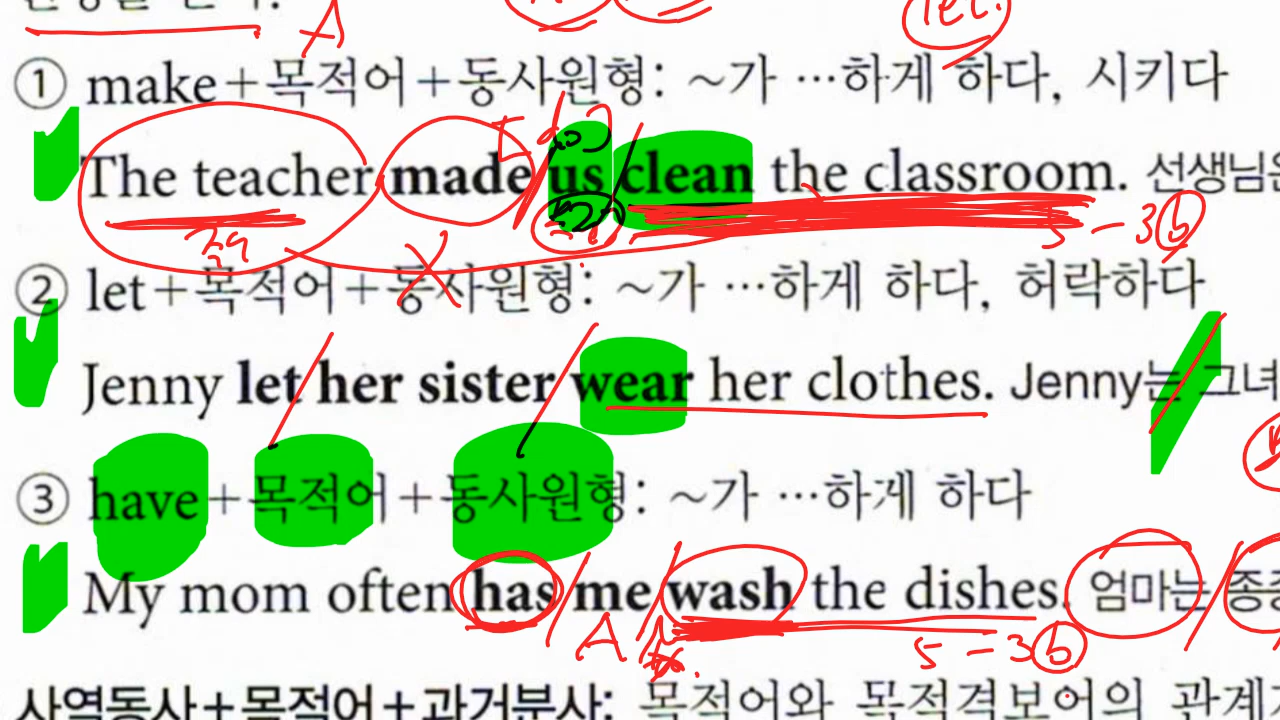 let.
A
① make+목적어+동사원형: ~가 …하게 하다, 시키다
The teacher made us clean the classroom. 선생님은
5 - 3 b
② let+목적어+동사원형: ~가 …하게 하다, 허락하다
Jenny let her sister wear her clothes. Jenny는 그녀
③ have+목적어+동사원형: ~가 …하게 하다
My mom often has me wash the dishes. 엄마는 종종
A
5 - 3 b
사역동사+목적어+과거분사: 목적어와 목적격보어의 관계